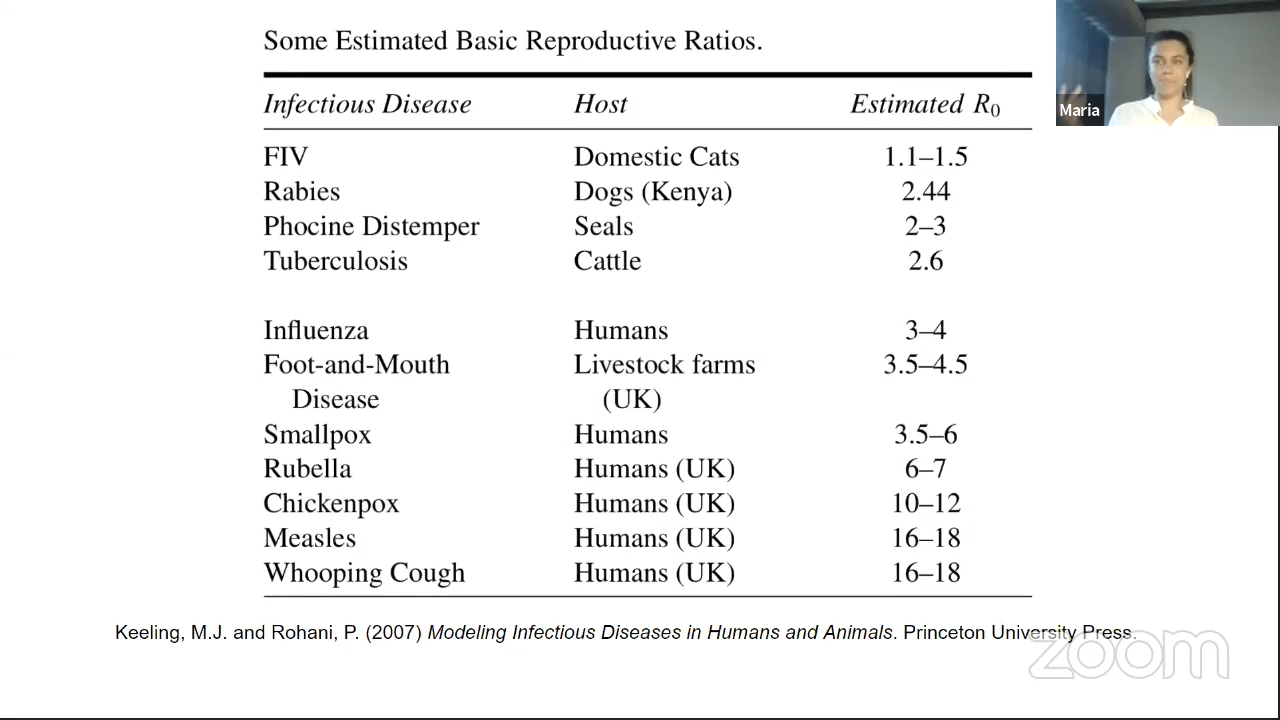 Some Estimated Basic Reproductive Ratios.
Infectious Disease Host Estimated R₀
FIV Domestic Cats 1.1–1.5
Rabies Dogs (Kenya) 2.44
Phocine Distemper Seals 2–3
Tuberculosis Cattle 2.6
Influenza Humans 3–4
Foot-and-Mouth Livestock farms 3.5–4.5
Disease (UK)
Smallpox Humans 3.5–6
Rubella Humans (UK) 6–7
Chickenpox Humans (UK) 10–12
Measles Humans (UK) 16–18
Whooping Cough Humans (UK) 16–18
Keeling, M.J. and Rohani, P. (2007) Modeling Infectious Diseases in Humans and Animals. Princeton University Press.
Maria
zoom